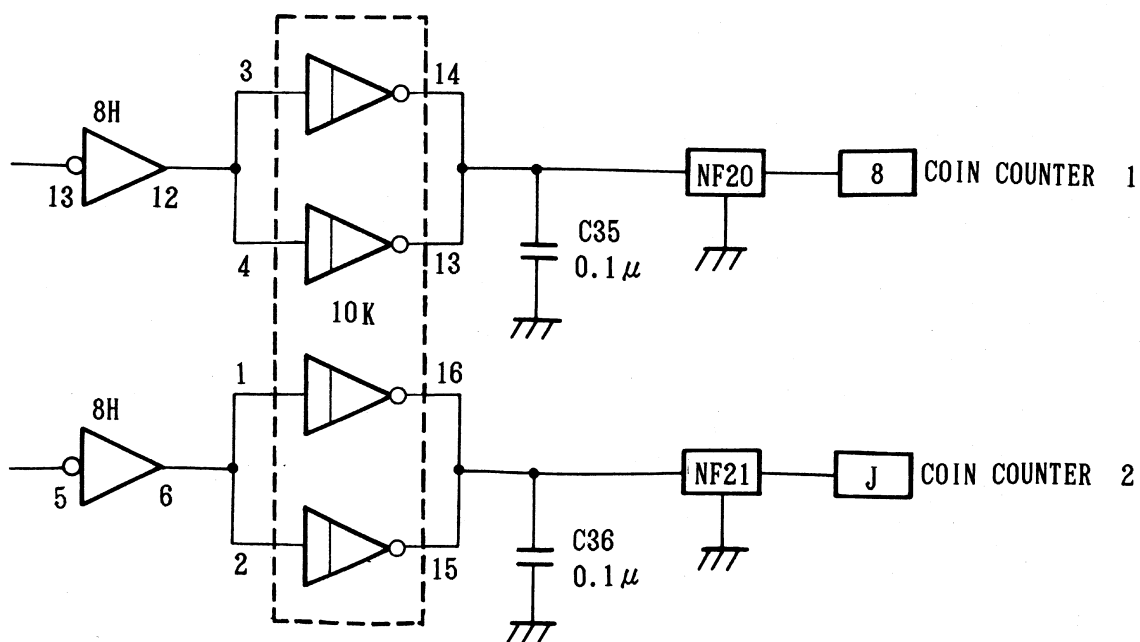 8H
13
12
3
14
4
13
NF20
8
COIN COUNTER 1
C35
0.1μ
10K
8H
5
6
1
16
2
15
NF21
J
COIN COUNTER 2
C36
0.1μ